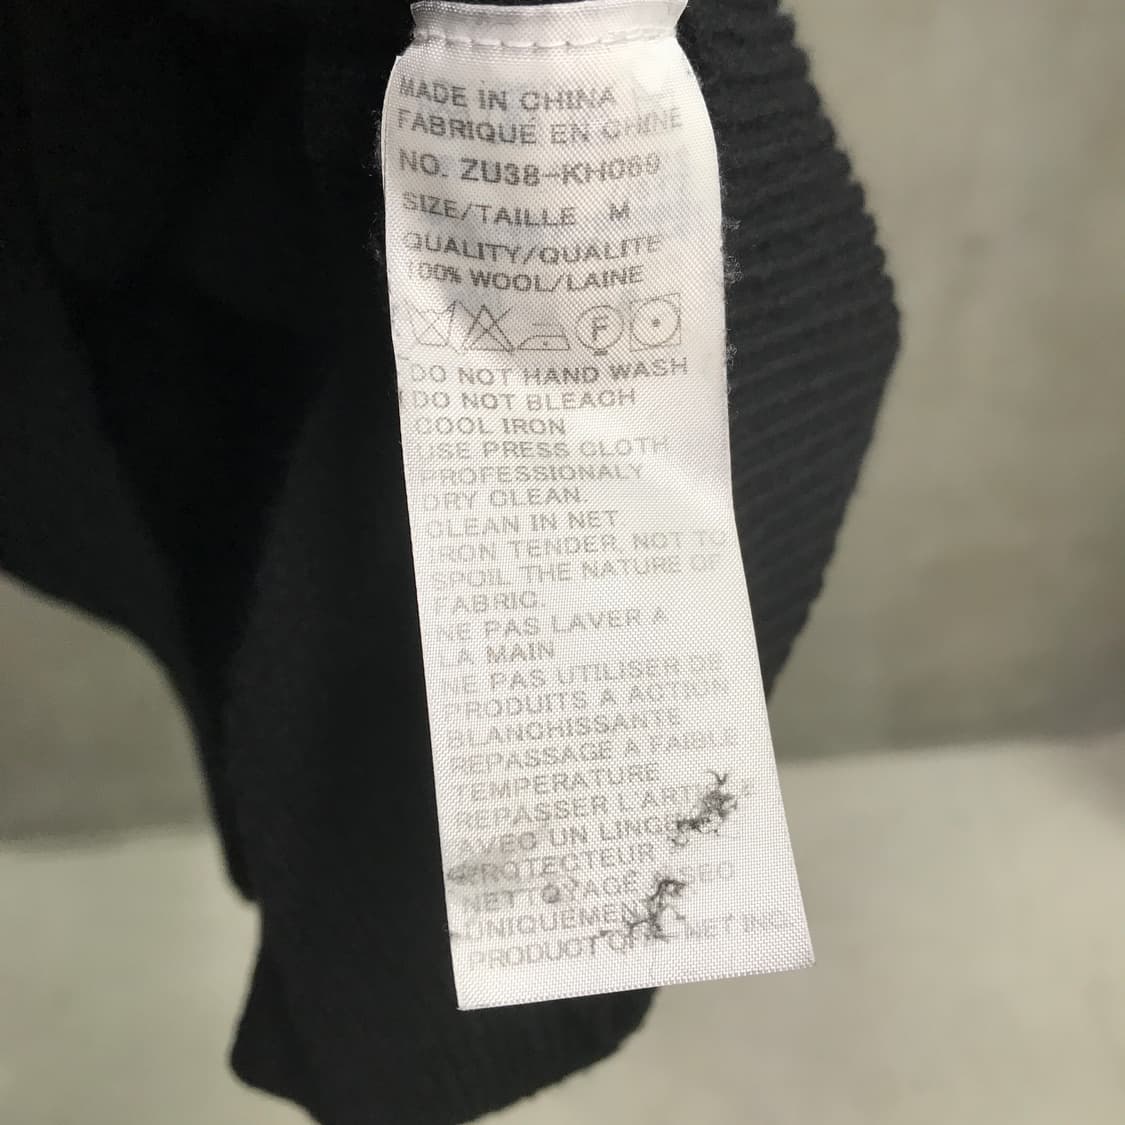 MADE IN CHINA
FABRIQUE EN CHINE
NO. ZU38-KH069
SIZE/TAILLE M
QUALITY/QUALITE
100% WOOL/LAINE
F
DO NOT HAND WASH
DO NOT BLEACH
COOL IRON
USE PRESS CLOTH
PROFESSIONALY
DRY CLEAN.
CLEAN IN NET
IRON TENDER, NOT TO
SPOIL THE NATURE OF
FABRIC.
NE PAS LAVER A
LA MAIN
NE PAS UTILISER DE
PRODUITS A ACTION
BLANCHISSANTE
REPASSAGE A FAIBLE
TEMPERATURE
REPASSER L ARTICLE
AVEC UN LINGE
PROTECTEUR
NETTOYAGE A SEC
UNIQUEMENT
PRODUCT OF NET INC.